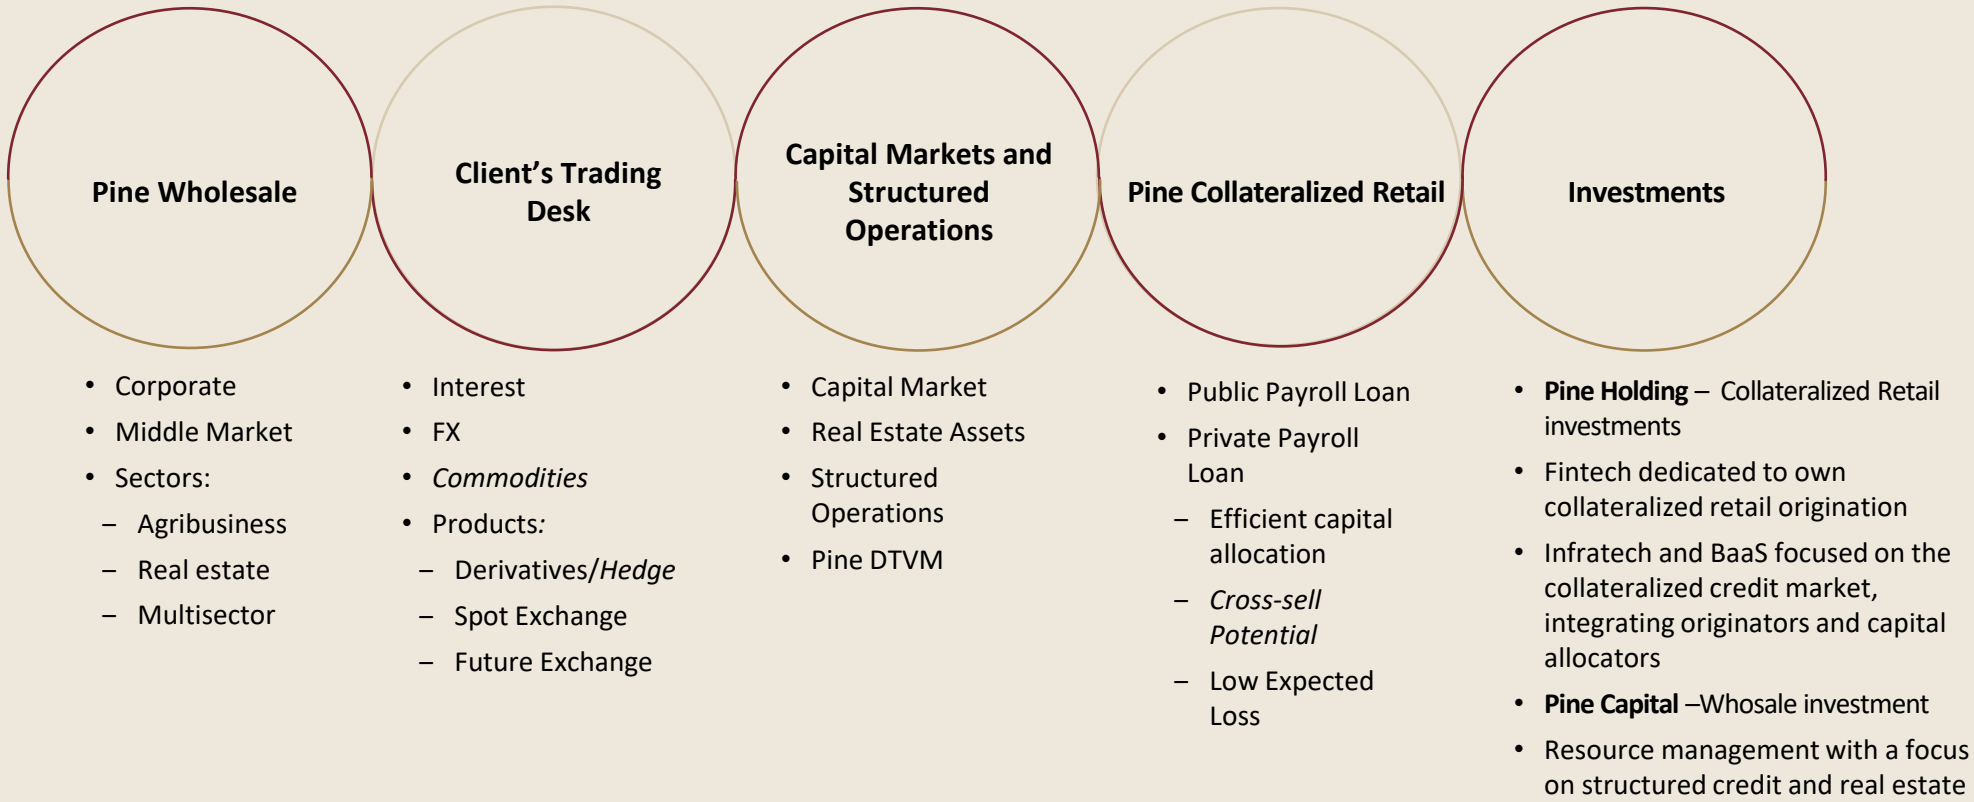 Pine Wholesale
Client’s Trading
Desk
Capital Markets and
Structured
Operations
Pine Collateralized Retail
Investments
• Corporate
• Middle Market
• Sectors:
– Agribusiness
– Real estate
– Multisector
• Interest
• FX
• Commodities
• Products:
– Derivatives/Hedge
– Spot Exchange
– Future Exchange
• Capital Market
• Real Estate Assets
• Structured
Operations
• Pine DTVM
• Public Payroll Loan
• Private Payroll
Loan
– Efficient capital
allocation
– Cross-sell
Potential
– Low Expected
Loss
• Pine Holding – Collateralized Retail
investments
• Fintech dedicated to own
collateralized retail origination
• Infratech and BaaS focused on the
collateralized credit market,
integrating originators and capital
allocators
• Pine Capital –Whosale investment
• Resource management with a focus
on structured credit and real estate